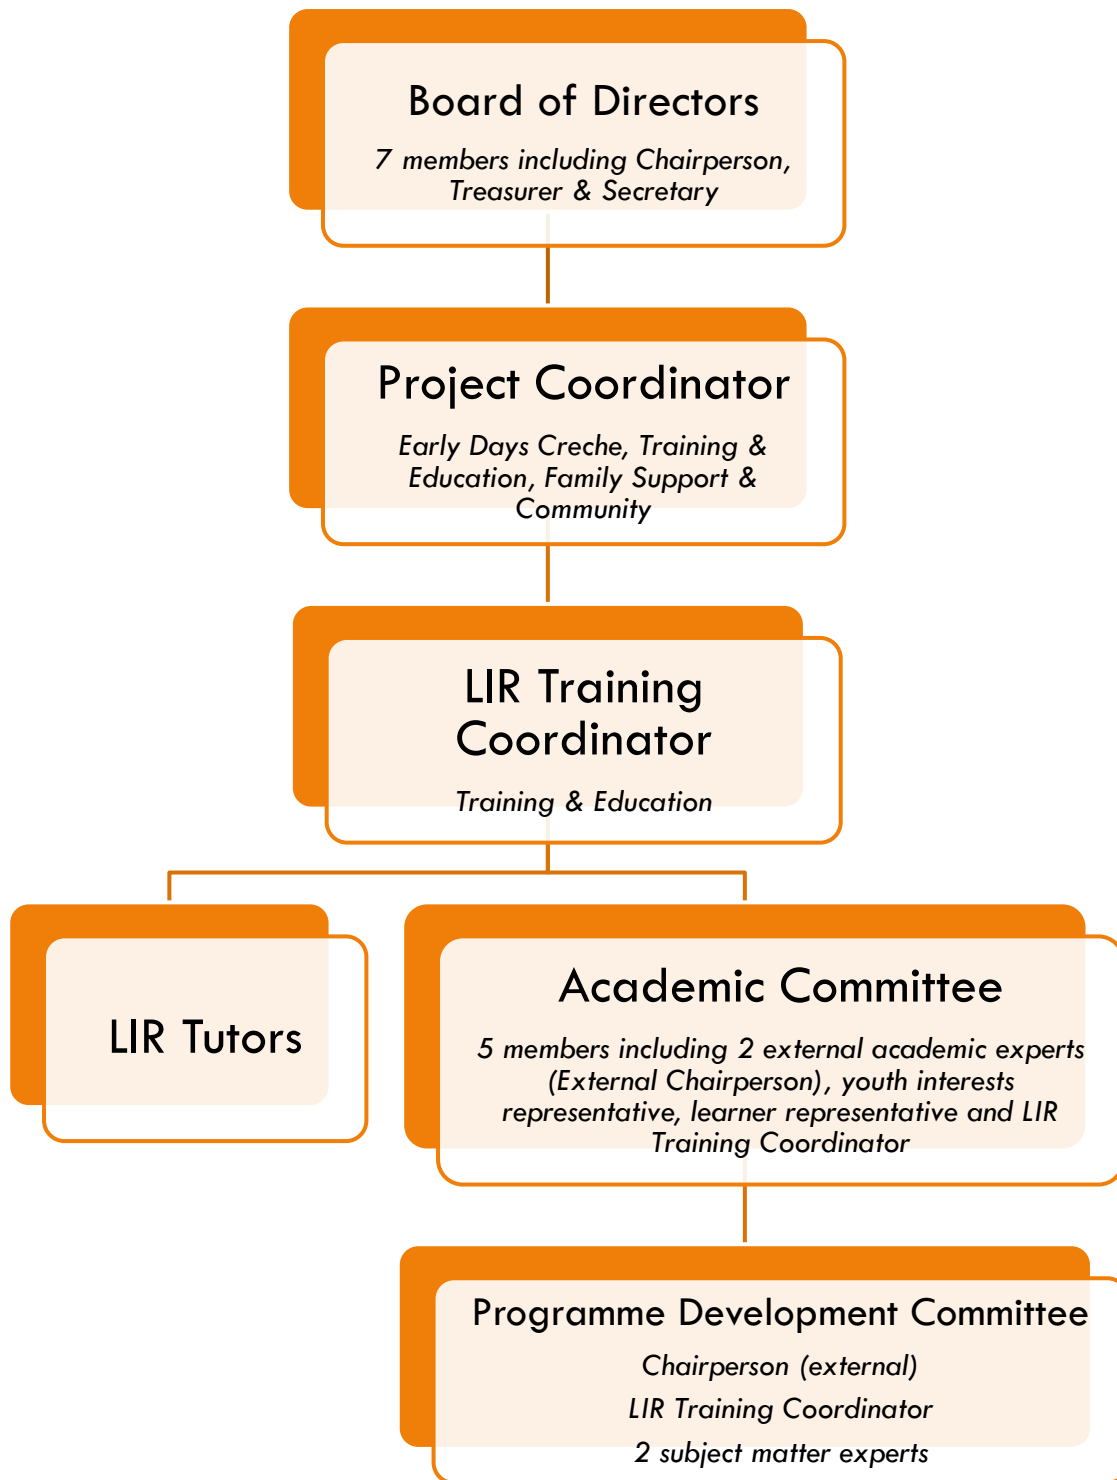 Board of Directors
7 members including Chairperson,
Treasurer & Secretary
Project Coordinator
Early Days Creche, Training &
Education, Family Support &
Community
LIR Training
Coordinator
Training & Education
LIR Tutors
Academic Committee
5 members including 2 external academic experts
(External Chairperson), youth interests
representative, learner representative and LIR
Training Coordinator
Programme Development Committee
Chairperson (external)
LIR Training Coordinator
2 subject matter experts